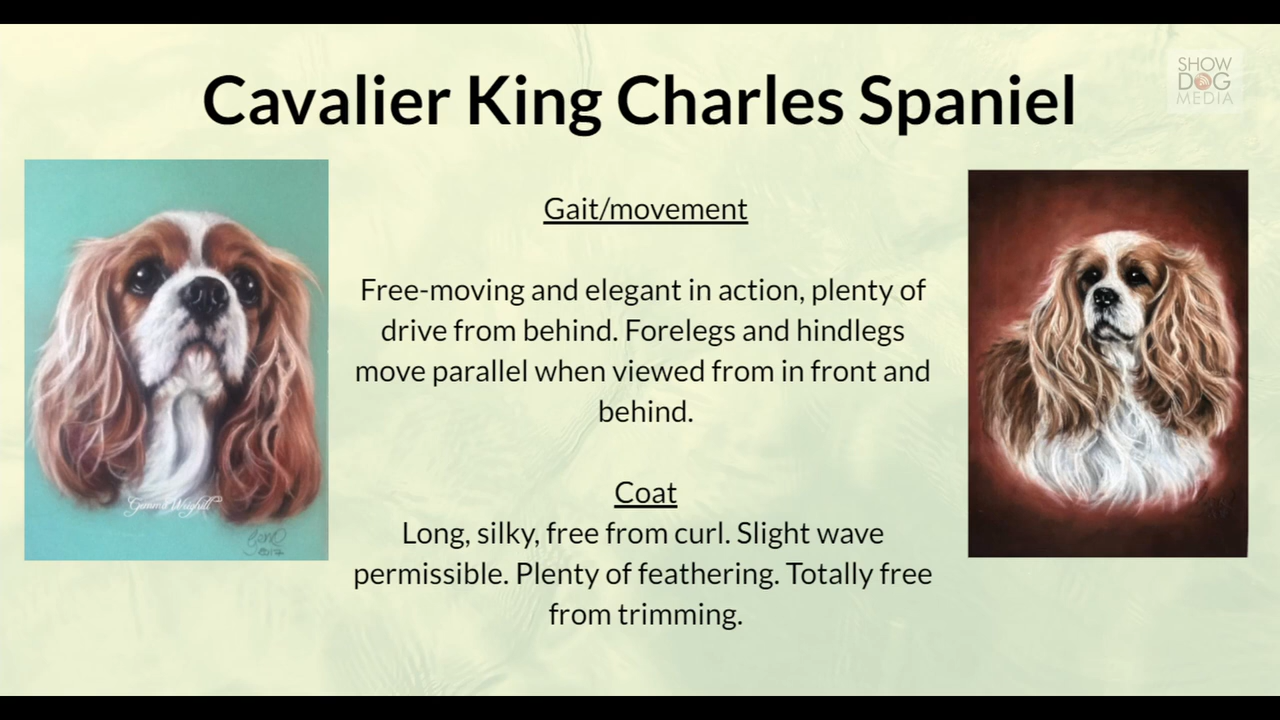 Cavalier King Charles Spaniel
SHOW
DOG
MEDIA
Gait/movement
Free-moving and elegant in action, plenty of
drive from behind. Forelegs and hindlegs
move parallel when viewed from in front and
behind.
Coat
Long, silky, free from curl. Slight wave
permissible. Plenty of feathering. Totally free
from trimming.